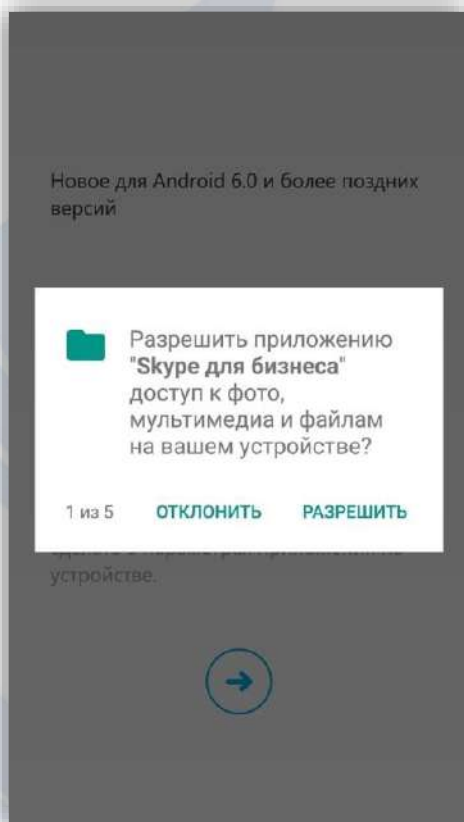 Новое для Android 6.0 и более поздних
версий
Разрешить приложению
"Skype для бизнеса"
доступ к фото,
мультимедиа и файлам
на вашем устройстве?
1 из 5 ОТКЛОНИТЬ РАЗРЕШИТЬ
устройстве.